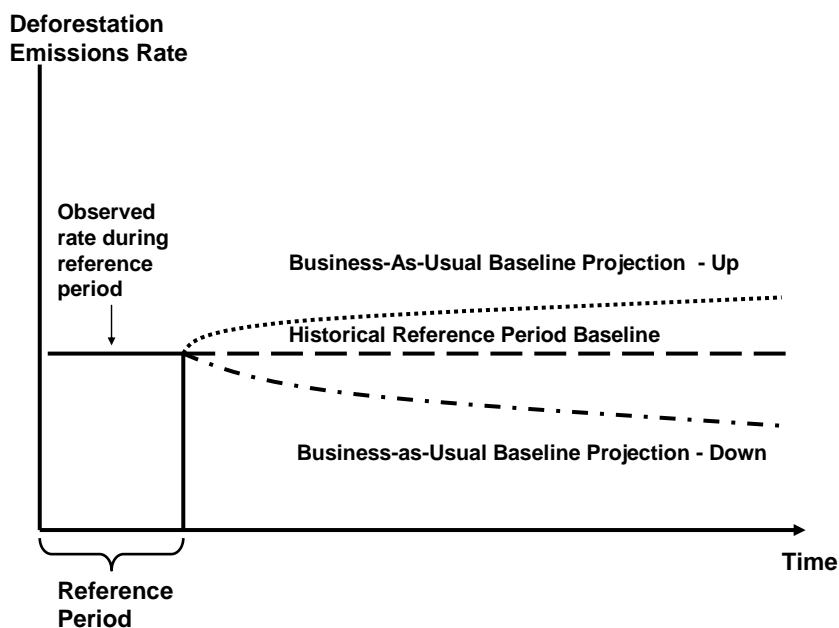 Deforestation
Emissions Rate
Observed
rate during
reference
period
Business-As-Usual Baseline Projection - Up
Historical Reference Period Baseline
Business-as-Usual Baseline Projection - Down
Time
Reference
Period